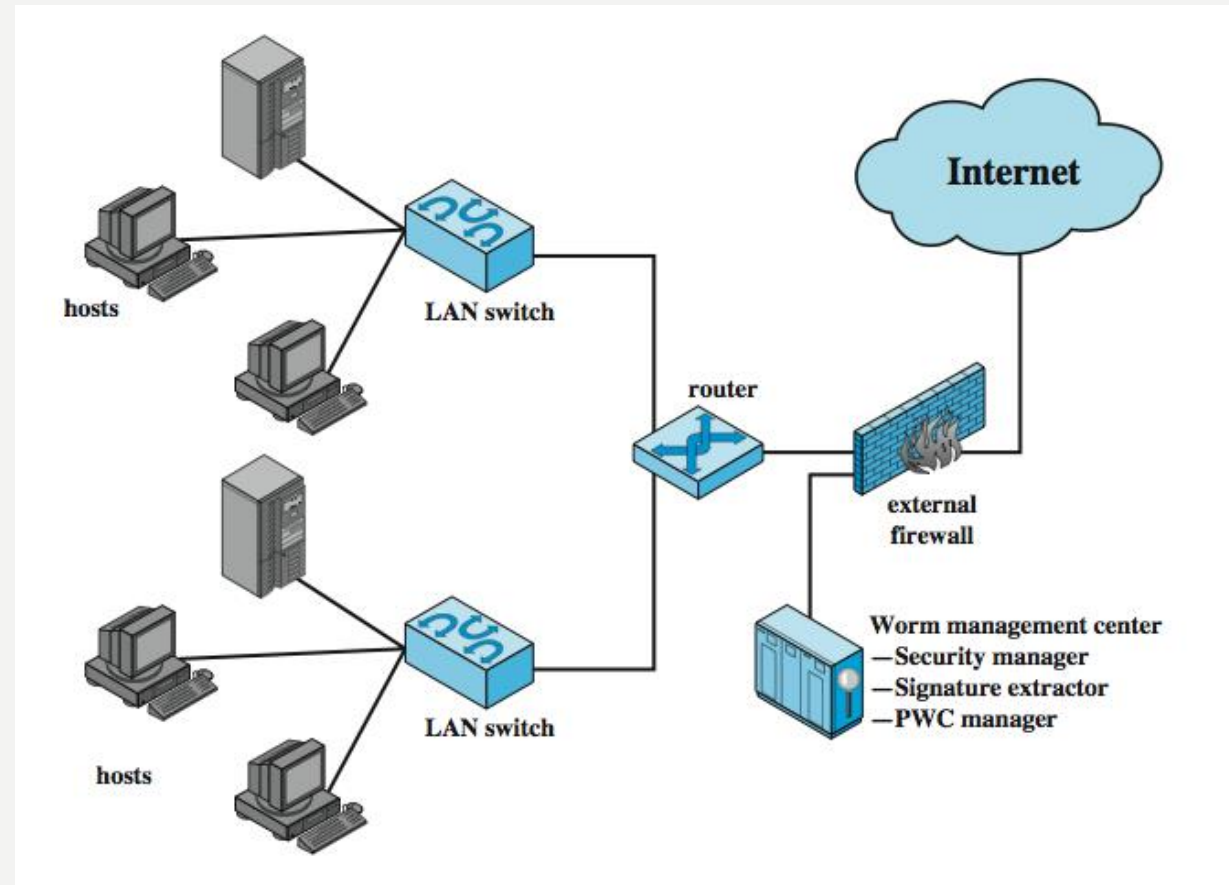 Internet
hosts
LAN switch
router
external
firewall
Worm management center
—Security manager
—Signature extractor
—PWC manager
LAN switch
hosts